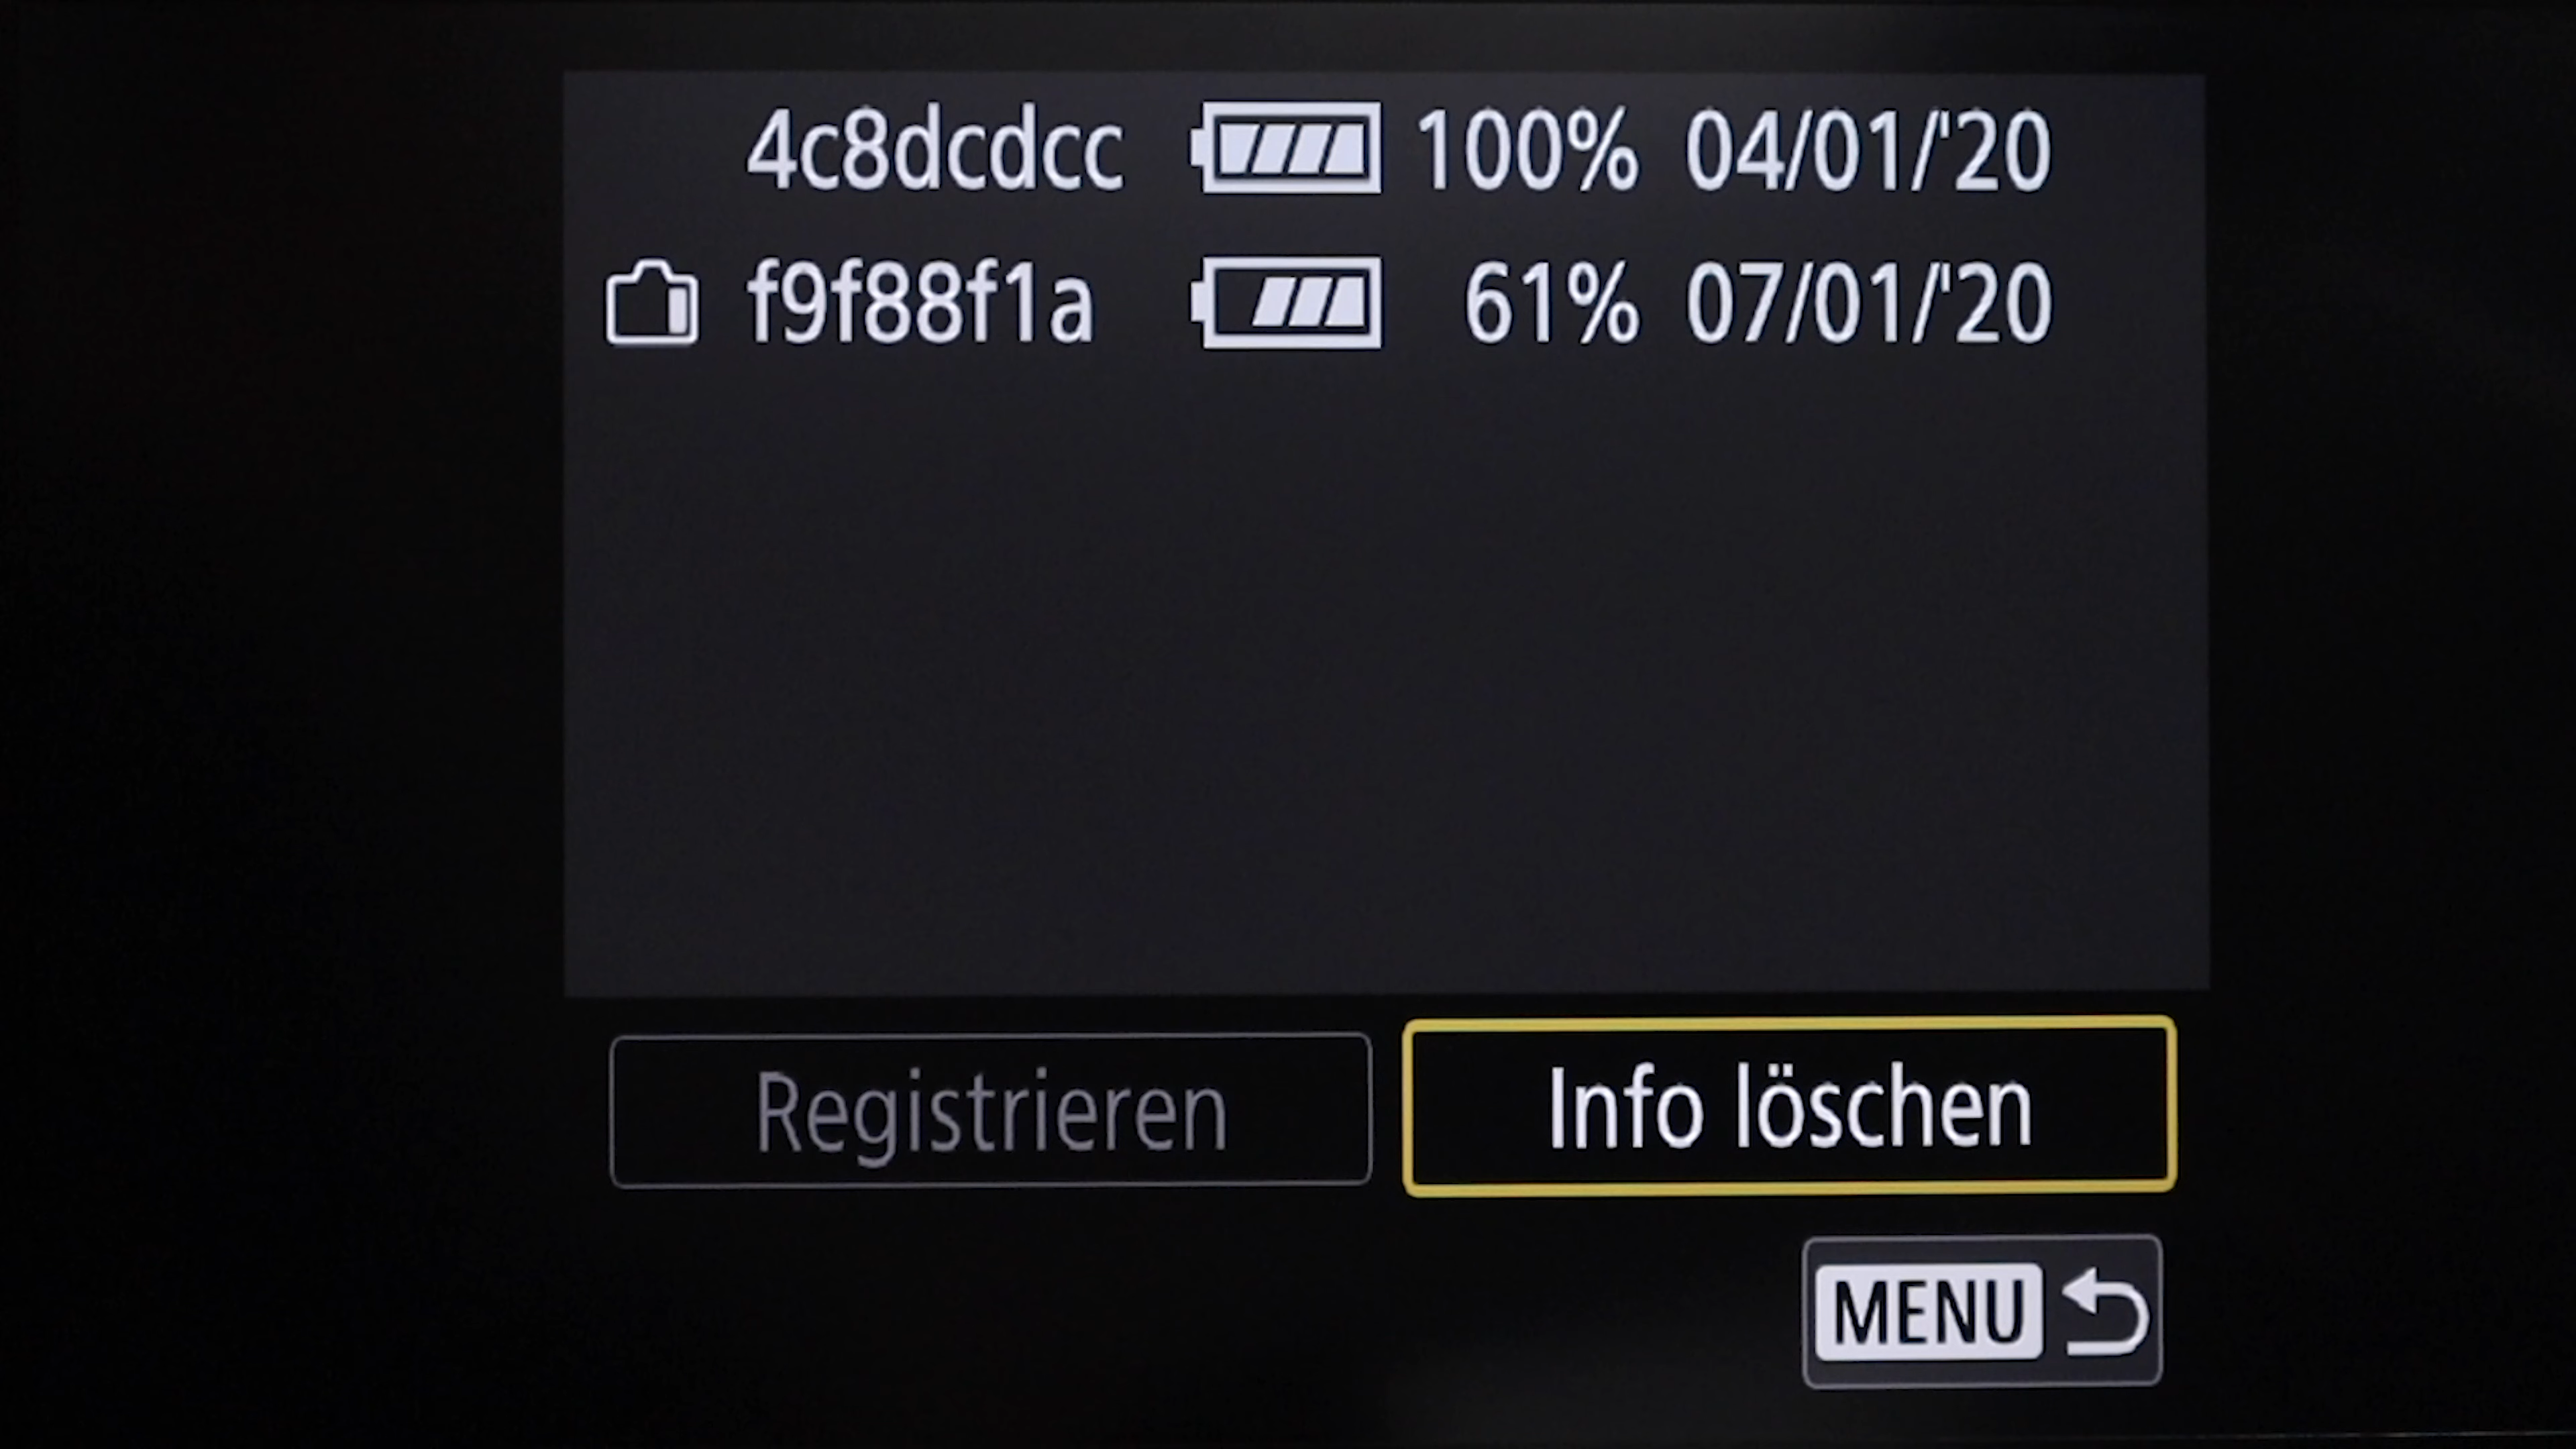 4c8dcdcc 100% 04/01/'20
f9f88f1a 61% 07/01/'20
Registrieren Info löschen
MENU